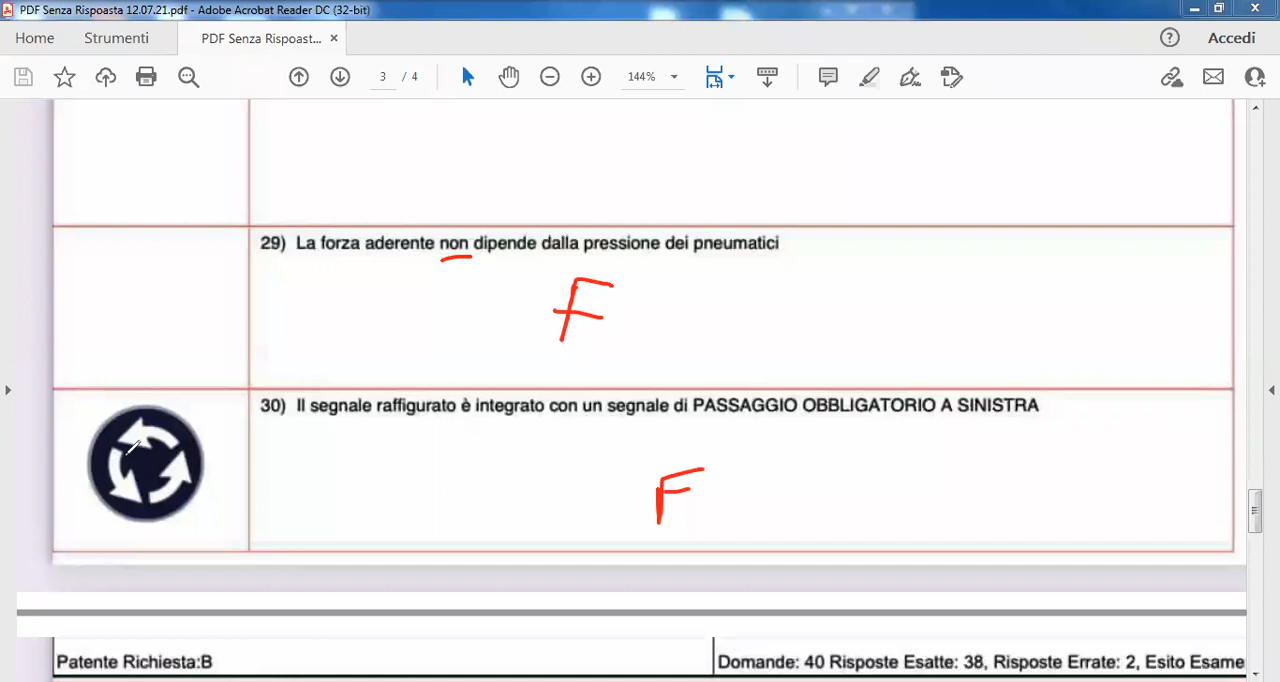 PDF Senza Rispoasta 12.07.21.pdf - Adobe Acrobat Reader DC (32-bit)
Home Strumenti PDF Senza Rispoast... × Accedi
3 / 4 144%
29) La forza aderente non dipende dalla pressione dei pneumatici
F
30) Il segnale raffigurato è integrato con un segnale di PASSAGGIO OBBLIGATORIO A SINISTRA
F
Patente Richiesta:B Domande: 40 Risposte Esatte: 38, Risposte Errate: 2, Esito Esame